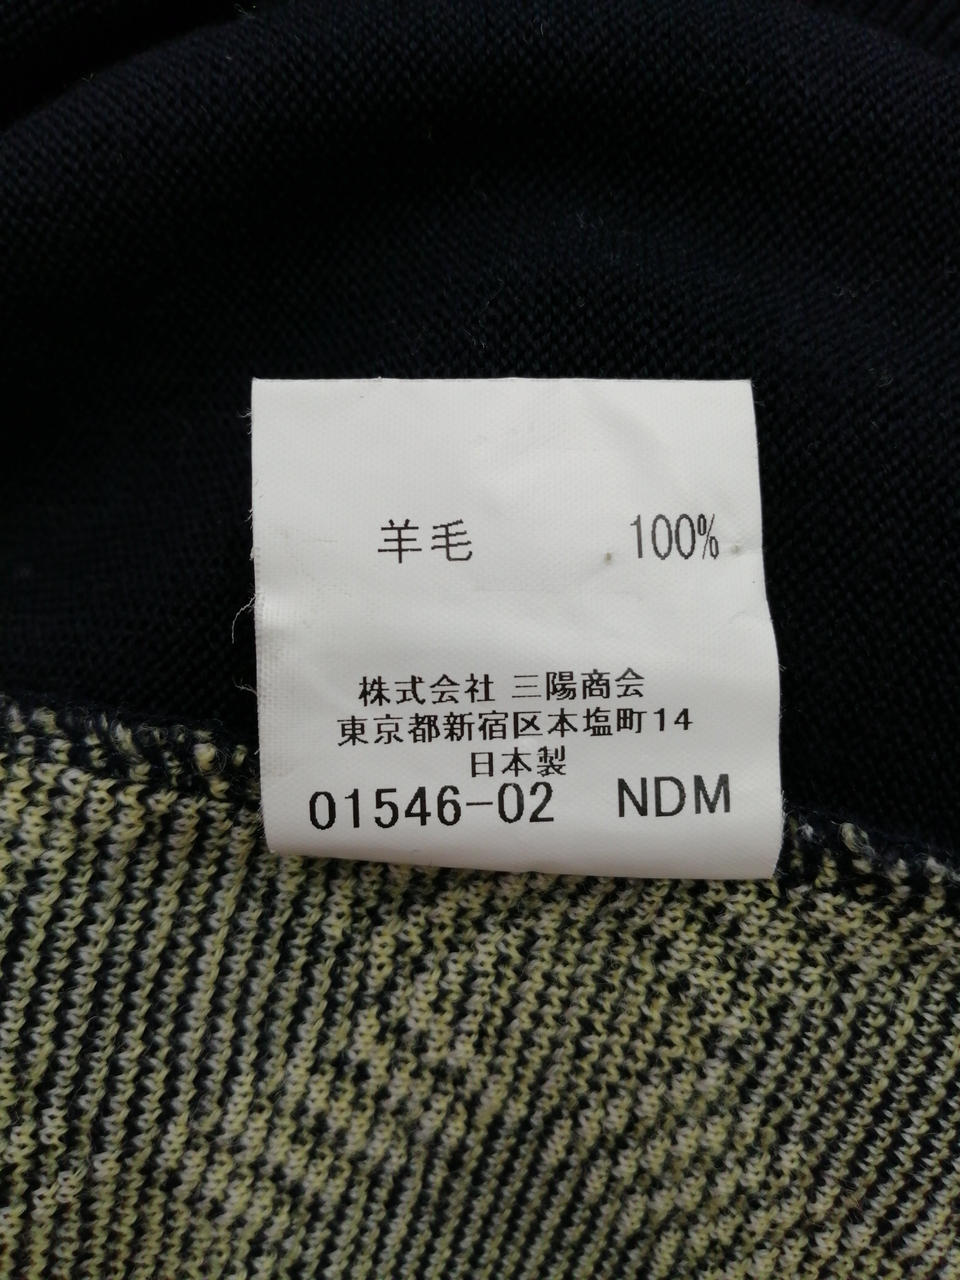 羊毛 100%
株式会社 三陽商会
東京都新宿区本塩町14
日本製
01546-02 NDM